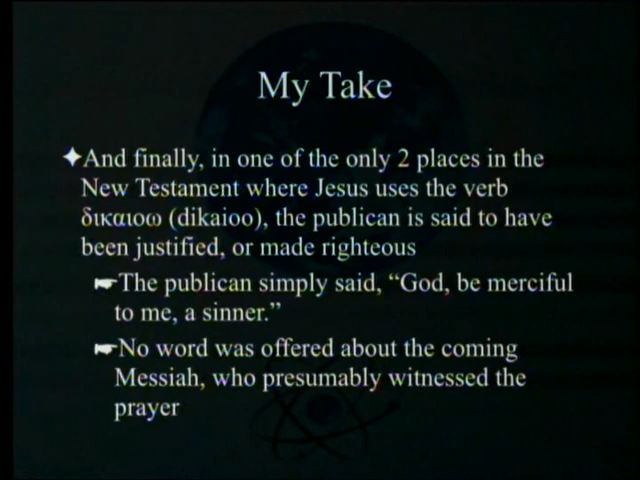 My Take
And finally, in one of the only 2 places in the
New Testament where Jesus uses the verb
δικαιοω (dikaioo), the publican is said to have
been justified, or made righteous
The publican simply said, “God, be merciful
to me, a sinner.”
No word was offered about the coming
Messiah, who presumably witnessed the
prayer